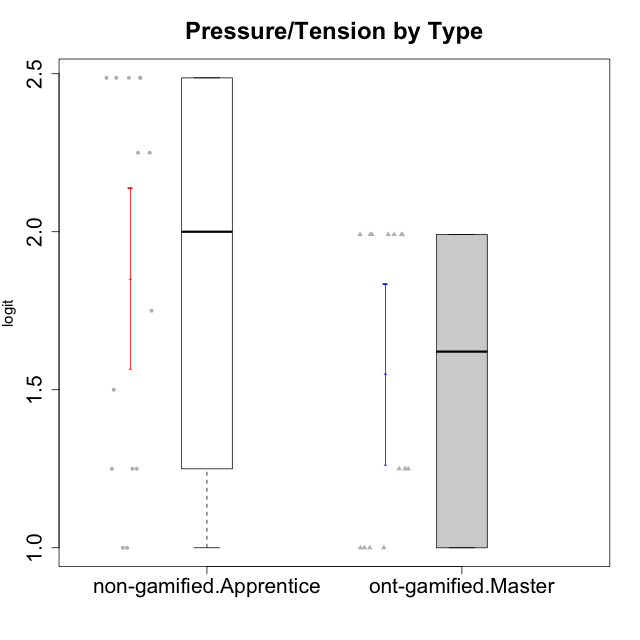 Pressure/Tension by Type
2.5
2.0
1.5
1.0
logit
non-gamified.Apprentice
ont-gamified.Master